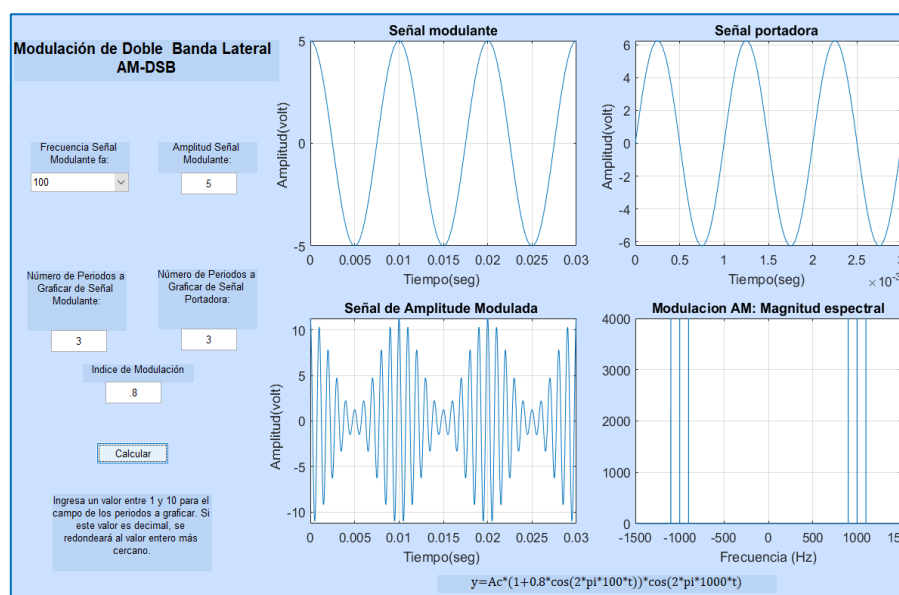 Modulación de Doble Banda Lateral
AM-DSB
Frecuencia Señal
Modulante fa:
100
Amplitud Señal
Modulante:
5
Número de Periodos a
Graficar de Señal
Modulante:
3
Número de Periodos a
Graficar de Señal
Portadora:
3
Indice de Modulación
.8
Calcular
Ingresa un valor entre 1 y 10 para el
campo de los periodos a graficar. Si
este valor es decimal, se
redondeará al valor entero más
cercano.
Señal modulante
Amplitud(volt)
5
0
-5
0 0.005 0.01 0.015 0.02 0.025 0.03
Tiempo(seg)
Señal portadora
Amplitud(volt)
6
4
2
0
-2
-4
-6
0 0.5 1 1.5 2 2.5
Tiempo(seg)
×10⁻³
Señal de Amplitude Modulada
Amplitud(volt)
10
5
0
-5
-10
0 0.005 0.01 0.015 0.02 0.025 0.03
Tiempo(seg)
Modulacion AM: Magnitud espectral
4000
3000
2000
1000
0
-1500 -1000 -500 0 500 1000
Frecuencia (Hz)
y=Ac*(1+0.8*cos(2*pi*100*t))*cos(2*pi*1000*t)